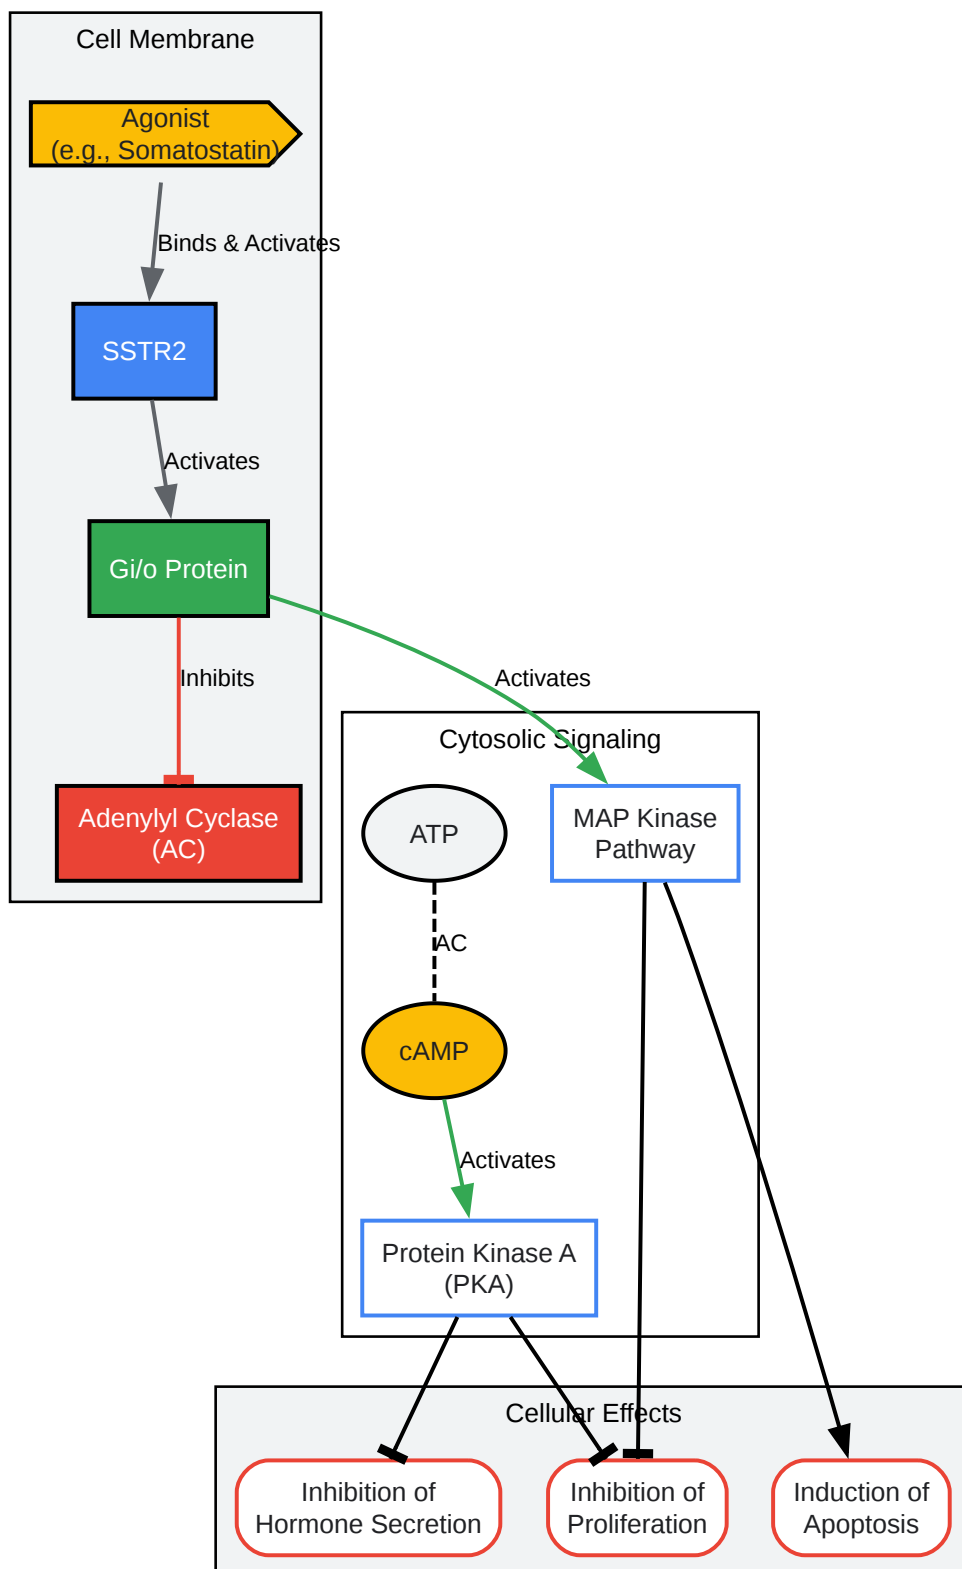 Cell Membrane
Agonist
(e.g., Somatostatin)
Binds & Activates
SSTR2
Activates
Gi/o Protein
Inhibits
Activates
Adenylyl Cyclase
(AC)
Cytosolic Signaling
ATP
MAP Kinase
Pathway
AC
cAMP
Activates
Protein Kinase A
(PKA)
Cellular Effects
Inhibition of
Hormone Secretion
Inhibition of
Proliferation
Induction of
Apoptosis